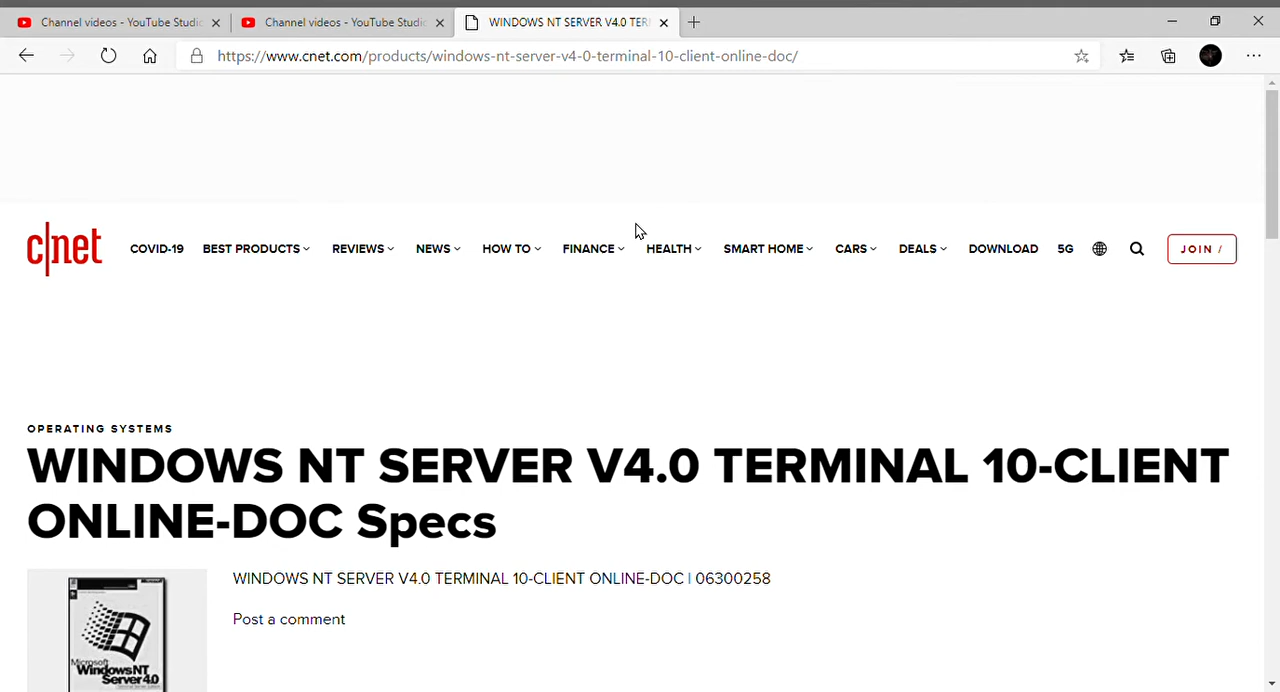 Channel videos - YouTube Studio
Channel videos - YouTube Studio
WINDOWS NT SERVER V4.0 TER
https://www.cnet.com/products/windows-nt-server-v4-0-terminal-10-client-online-doc/
c|net
COVID-19 BEST PRODUCTS REVIEWS NEWS HOW TO FINANCE HEALTH SMART HOME CARS DEALS DOWNLOAD 5G JOIN /
OPERATING SYSTEMS
WINDOWS NT SERVER V4.0 TERMINAL 10-CLIENT
ONLINE-DOC Specs
WINDOWS NT SERVER V4.0 TERMINAL 10-CLIENT ONLINE-DOC | 06300258
Post a comment
Microsoft
Windows NT
Server 4.0